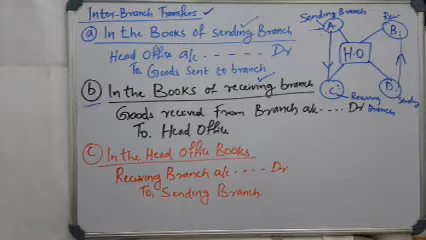 Inter-Branch Transfers
(a) In the Books of Sending Branch
Head Office a/c ...... Dr
To Goods Sent to branch
(b) In the Books of receiving branch
Goods received From Branch a/c .... Dr
To Head Office
(c) In the Head Office Books
Receiving Branch a/c .... Dr
To Sending Branch
Sending Branch
A
Rec
B
H·O
C
Receiving
Branch
D
Sending